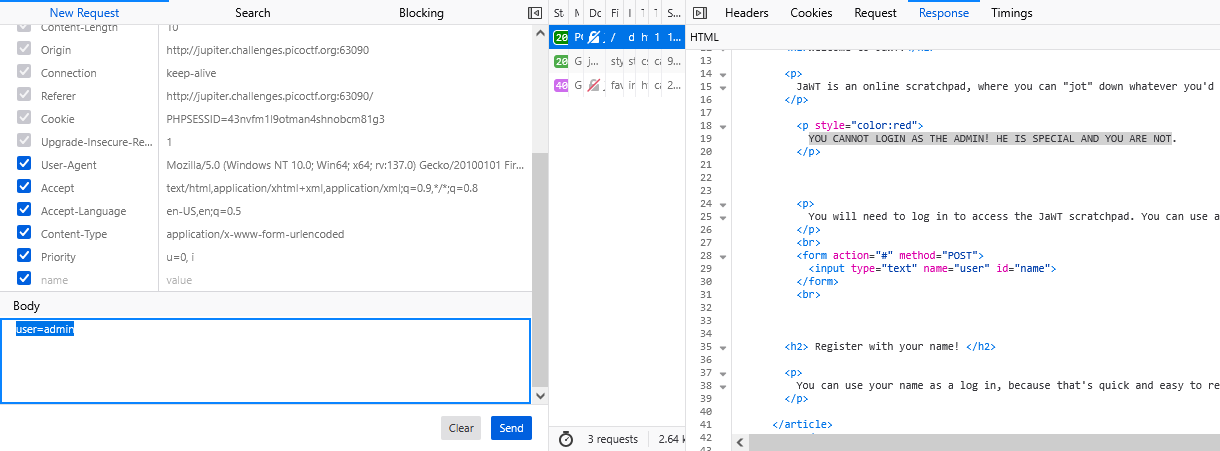 New Request Search Blocking
Content-Length 10
Origin http://jupiter.challenges.picoctf.org:63090
Connection keep-alive
Referer http://jupiter.challenges.picoctf.org:63090/
Cookie PHPSESSID=43nvfm1l9otman4shnobcm81g3
Upgrade-Insecure-Re... 1
User-Agent Mozilla/5.0 (Windows NT 10.0; Win64; x64; rv:137.0) Gecko/20100101 Fir...
Accept text/html,application/xhtml+xml,application/xml;q=0.9,*/*;q=0.8
Accept-Language en-US,en;q=0.5
Content-Type application/x-www-form-urlencoded
Priority u=0, i
name value
Body
user=admin
Clear Send
St M Do Fi I T T S...
20 PO / d h 1 1...
20 G j... sty st cs ca 9...
40 G fav in h ca 2...
3 requests 2.64 k
Headers Cookies Request Response Timings
HTML
13
14 <p>
15 JaWT is an online scratchpad, where you can "jot" down whatever you'd
16 </p>
17
18 <p style="color:red">
19 YOU CANNOT LOGIN AS THE ADMIN! HE IS SPECIAL AND YOU ARE NOT.
20 </p>
21
22
23
24 <p>
25 You will need to log in to access the JaWT scratchpad. You can use a
26 </p>
27 <br>
28 <form action="#" method="POST">
29 <input type="text" name="user" id="name">
30 </form>
31 <br>
32
33
34
35 <h2> Register with your name! </h2>
36
37 <p>
38 You can use your name as a log in, because that's quick and easy to re
39 </p>
40
41 </article>
42
43